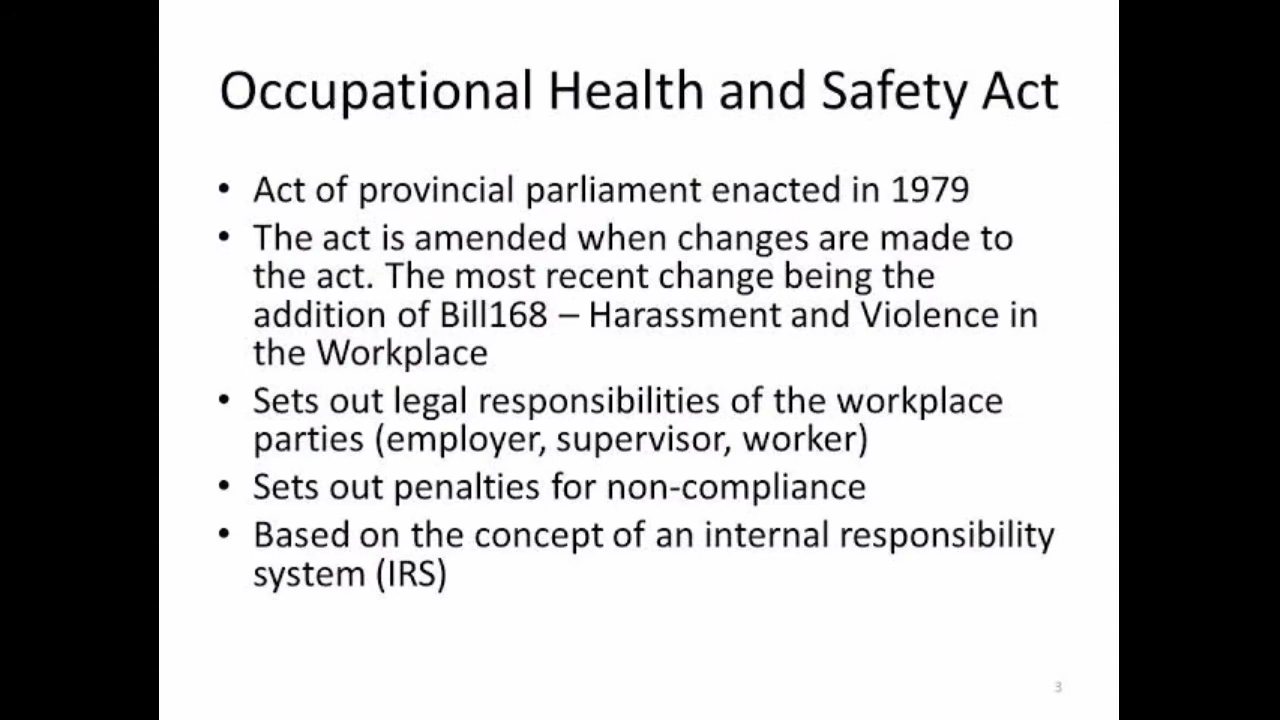 Occupational Health and Safety Act
• Act of provincial parliament enacted in 1979
• The act is amended when changes are made to
the act. The most recent change being the
addition of Bill168 – Harassment and Violence in
the Workplace
• Sets out legal responsibilities of the workplace
parties (employer, supervisor, worker)
• Sets out penalties for non-compliance
• Based on the concept of an internal responsibility
system (IRS)
3